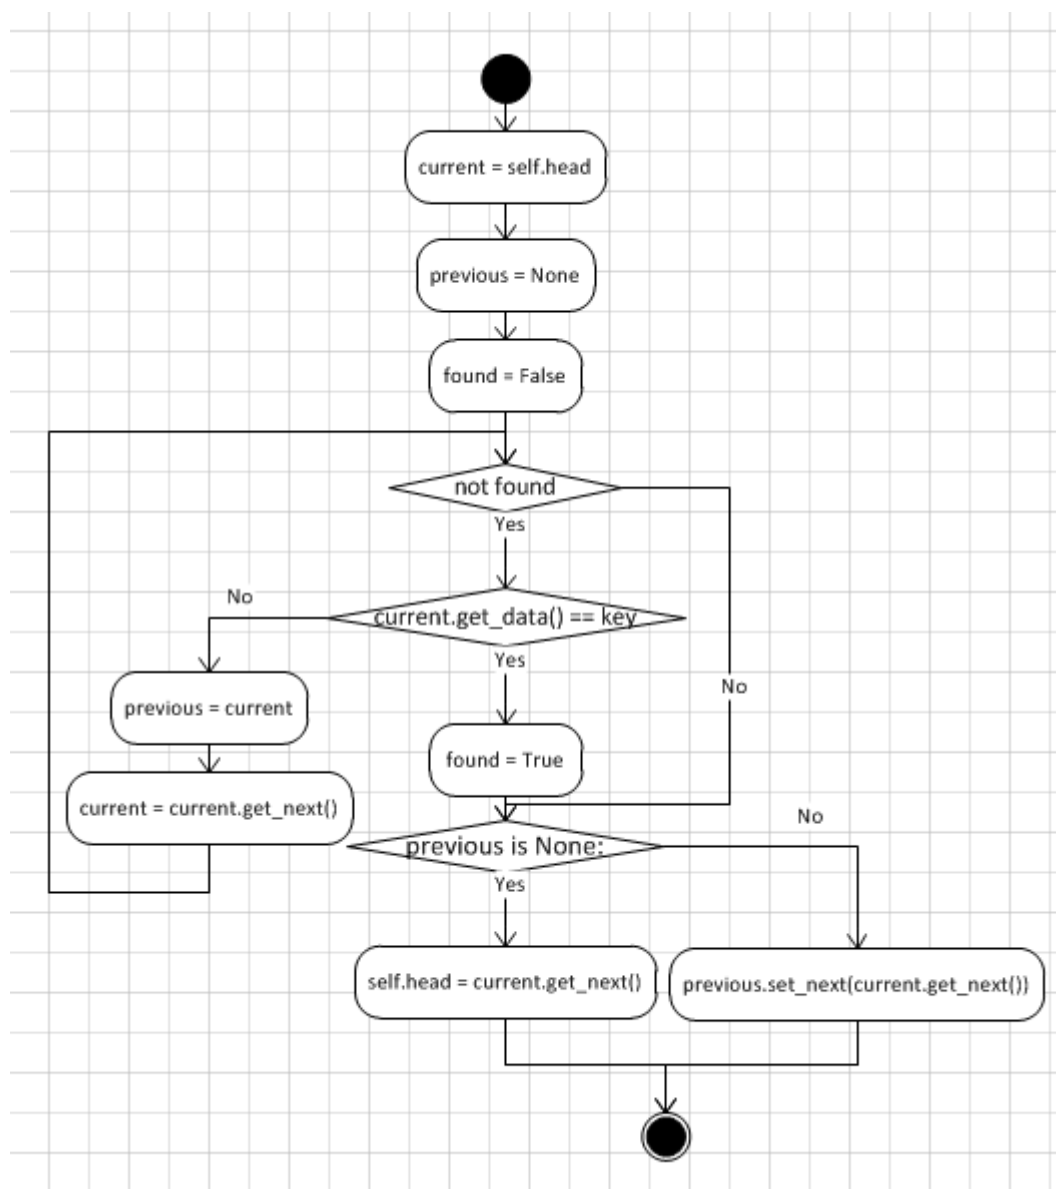 current = self.head
previous = None
found = False
not found
Yes
No
current.get_data() == key
Yes
No
previous = current
found = True
current = current.get_next()
No
previous is None:
Yes
self.head = current.get_next()
previous.set_next(current.get_next())